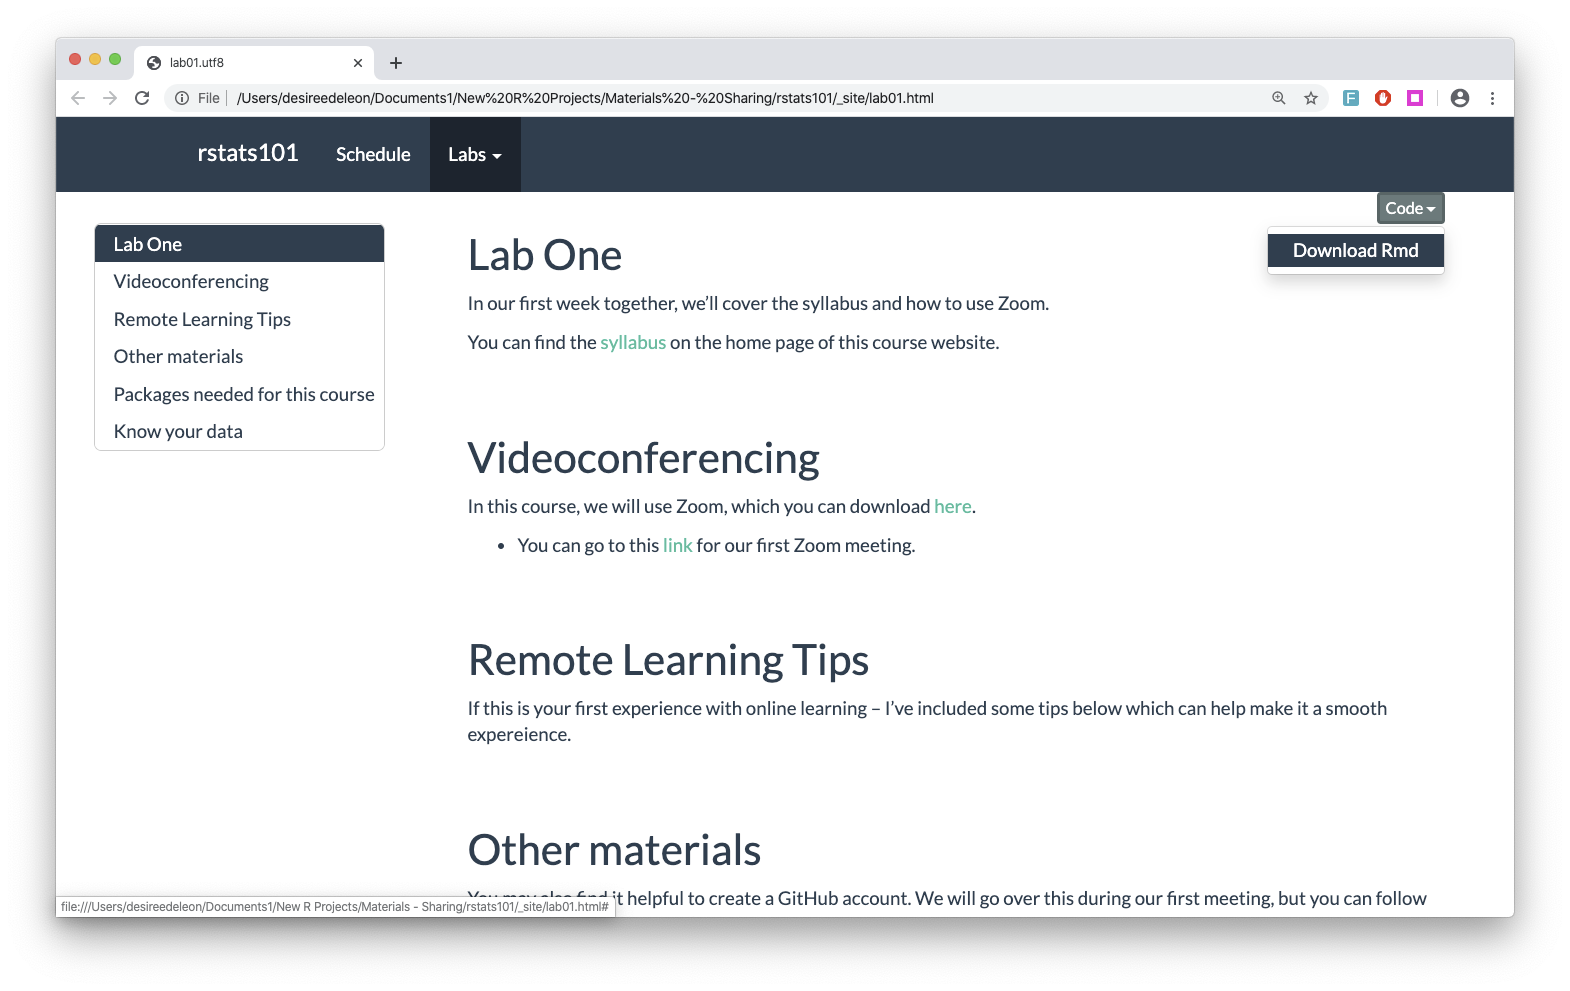 lab01.utf8
File /Users/desireedeleon/Documents1/New%20R%20Projects/Materials%20-%20Sharing/rstats101/_site/lab01.html
F
rstats101 Schedule Labs
Code
Download Rmd
Lab One
Videoconferencing
Remote Learning Tips
Other materials
Packages needed for this course
Know your data
Lab One
In our first week together, we’ll cover the syllabus and how to use Zoom.
You can find the syllabus on the home page of this course website.
Videoconferencing
In this course, we will use Zoom, which you can download here.
• You can go to this link for our first Zoom meeting.
Remote Learning Tips
If this is your first experience with online learning – I’ve included some tips below which can help make it a smooth
expereience.
Other materials
You may also find it helpful to create a GitHub account. We will go over this during our first meeting, but you can follow
file:///Users/desireedeleon/Documents1/New R Projects/Materials - Sharing/rstats101/_site/lab01.html#